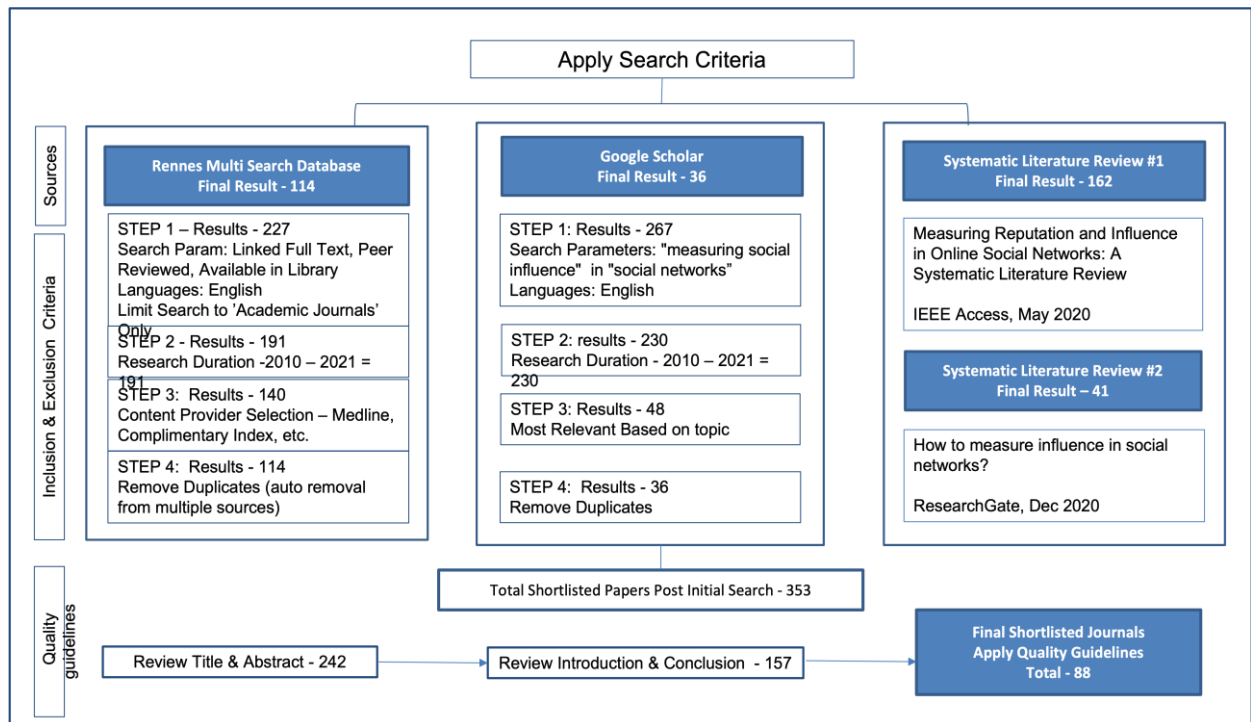 Apply Search Criteria
Sources
Rennes Multi Search Database
Final Result - 114
Google Scholar
Final Result - 36
Systematic Literature Review #1
Final Result - 162
Inclusion & Exclusion Criteria
STEP 1 – Results - 227
Search Param: Linked Full Text, Peer
Reviewed, Available in Library
Languages: English
Limit Search to ’Academic Journals’
Only
STEP 2 - Results - 191
Research Duration -2010 – 2021 =
191
STEP 3:  Results - 140
Content Provider Selection – Medline,
Complimentary Index, etc.
STEP 4:  Results - 114
Remove Duplicates (auto removal
from multiple sources)
STEP 1: Results - 267
Search Parameters: "measuring social
influence"  in "social networks”
Languages: English
STEP 2: results - 230
Research Duration - 2010 – 2021 =
230
STEP 3: Results - 48
Most Relevant Based on topic
STEP 4:  Results - 36
Remove Duplicates
Measuring Reputation and Influence
in Online Social Networks: A
Systematic Literature Review
IEEE Access, May 2020
Systematic Literature Review #2
Final Result – 41
How to measure influence in social
networks?
ResearchGate, Dec 2020
Total Shortlisted Papers Post Initial Search - 353
Quality
guidelines
Review Title & Abstract - 242
Review Introduction & Conclusion  - 157
Final Shortlisted Journals
Apply Quality Guidelines
Total - 88